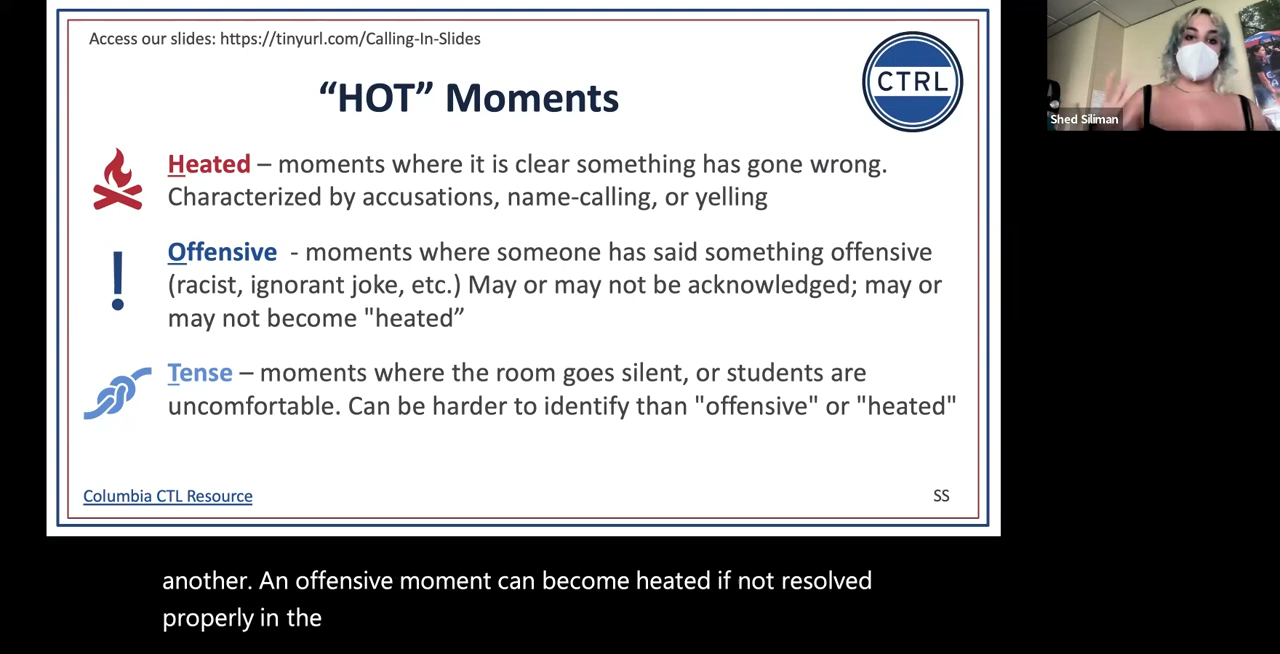 Access our slides: https://tinyurl.com/Calling-In-Slides
CTRL
“HOT” Moments
Shed Siliman
Heated – moments where it is clear something has gone wrong.
Characterized by accusations, name-calling, or yelling
Offensive - moments where someone has said something offensive
(racist, ignorant joke, etc.) May or may not be acknowledged; may or
may not become "heated”
Tense – moments where the room goes silent, or students are
uncomfortable. Can be harder to identify than "offensive" or "heated"
Columbia CTL Resource
SS
another. An offensive moment can become heated if not resolved
properly in the